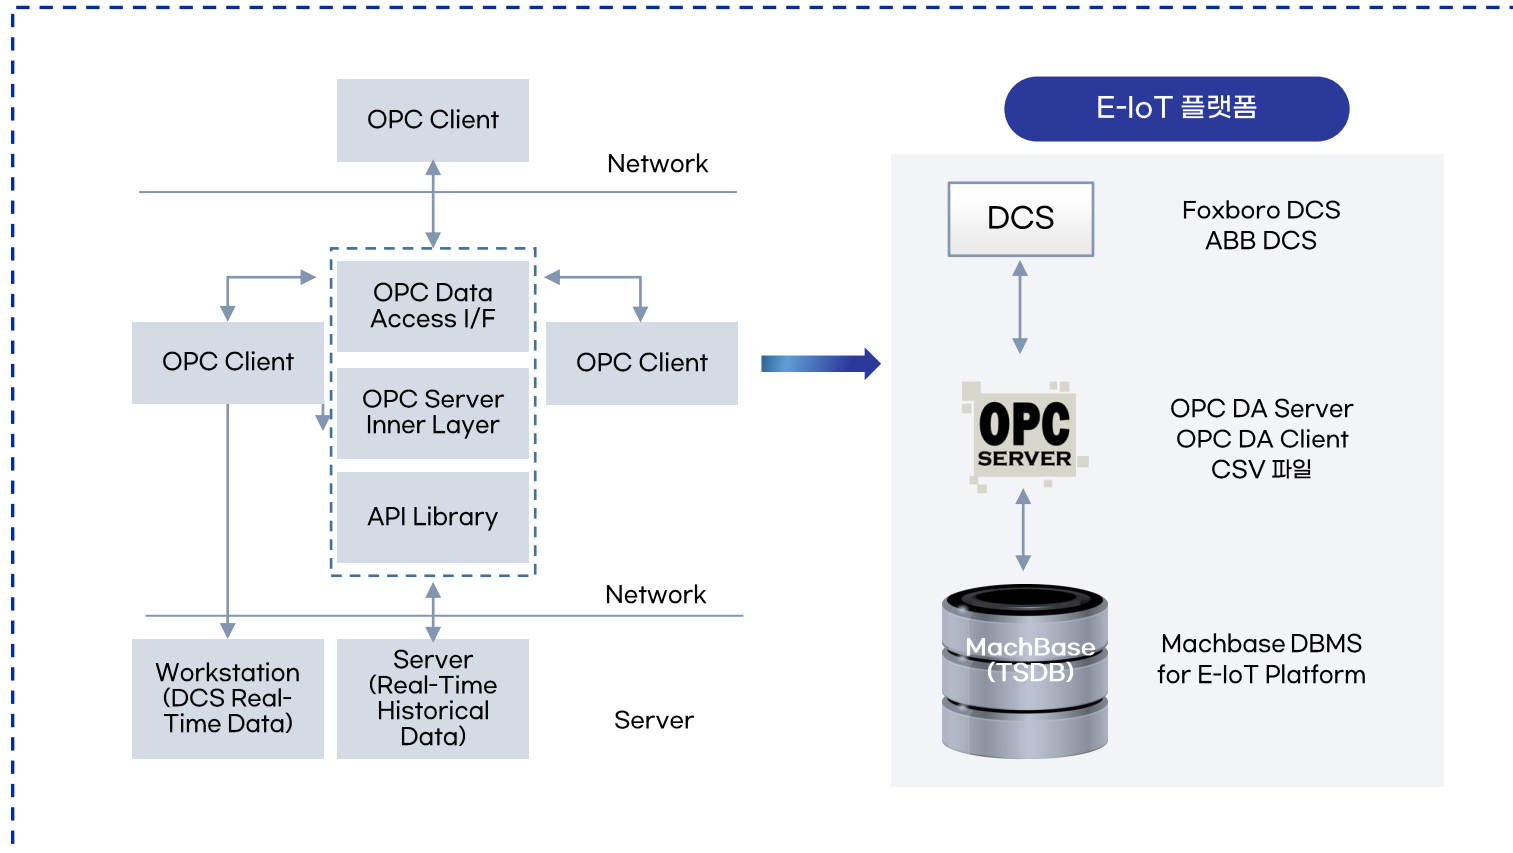 OPC Client
Network
OPC Data
Access I/F
OPC Client
OPC Client
OPC Server
Inner Layer
API Library
Network
Workstation
(DCS Real-
Time Data)
Server
(Real-Time
Historical
Data)
Server
E-IoT 플랫폼
DCS
Foxboro DCS
ABB DCS
OPC
SERVER
OPC DA Server
OPC DA Client
CSV 파일
MachBase
(TSDB)
Machbase DBMS
for E-IoT Platform